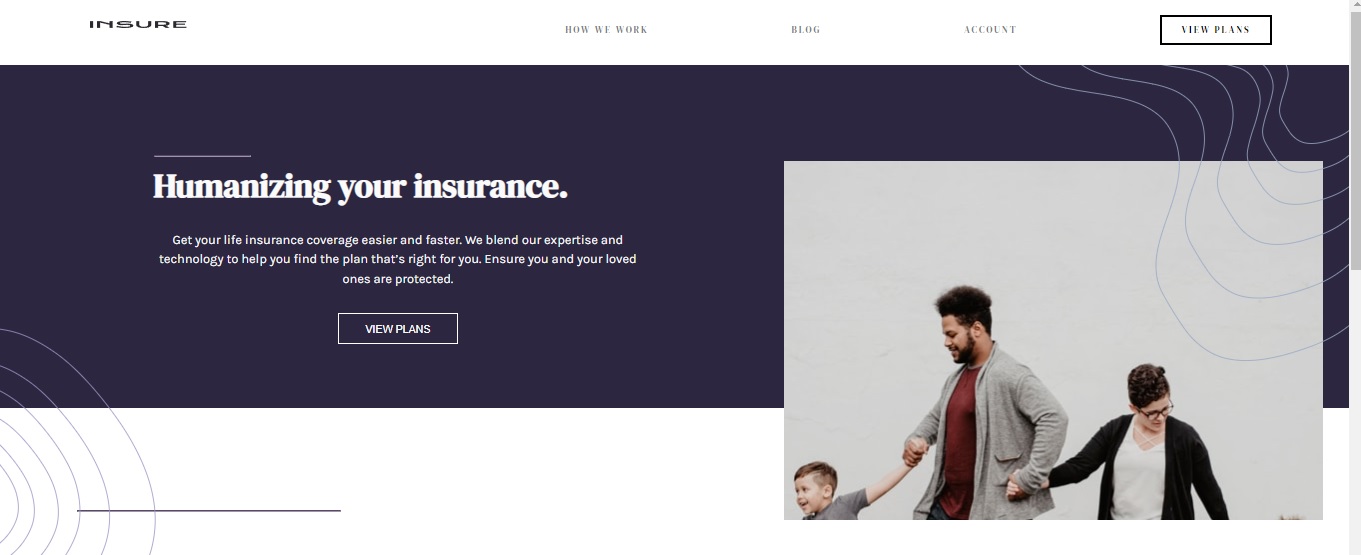 INSURE
HOW WE WORK
BLOG
ACCOUNT
VIEW PLANS
Humanizing your insurance.
Get your life insurance coverage easier and faster. We blend our expertise and
technology to help you find the plan that’s right for you. Ensure you and your loved
ones are protected.
VIEW PLANS